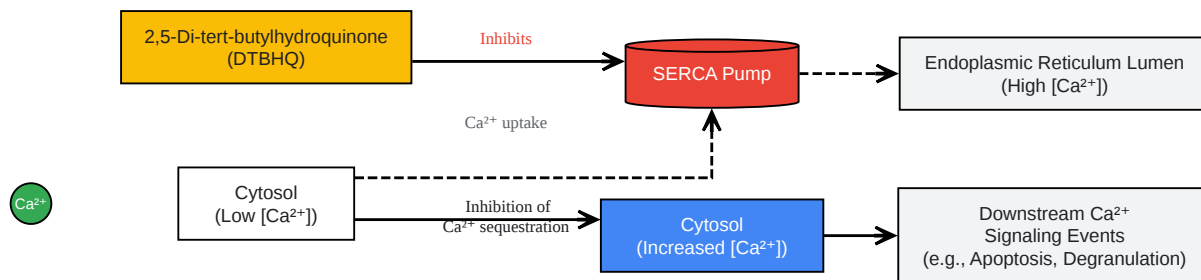 2,5-Di-tert-butylhydroquinone
(DTBHQ)
Inhibits
SERCA Pump
Endoplasmic Reticulum Lumen
(High [Ca²⁺])
Ca²⁺ uptake
Ca²⁺
Cytosol
(Low [Ca²⁺])
Inhibition of
Ca²⁺ sequestration
Cytosol
(Increased [Ca²⁺])
Downstream Ca²⁺
Signaling Events
(e.g., Apoptosis, Degranulation)